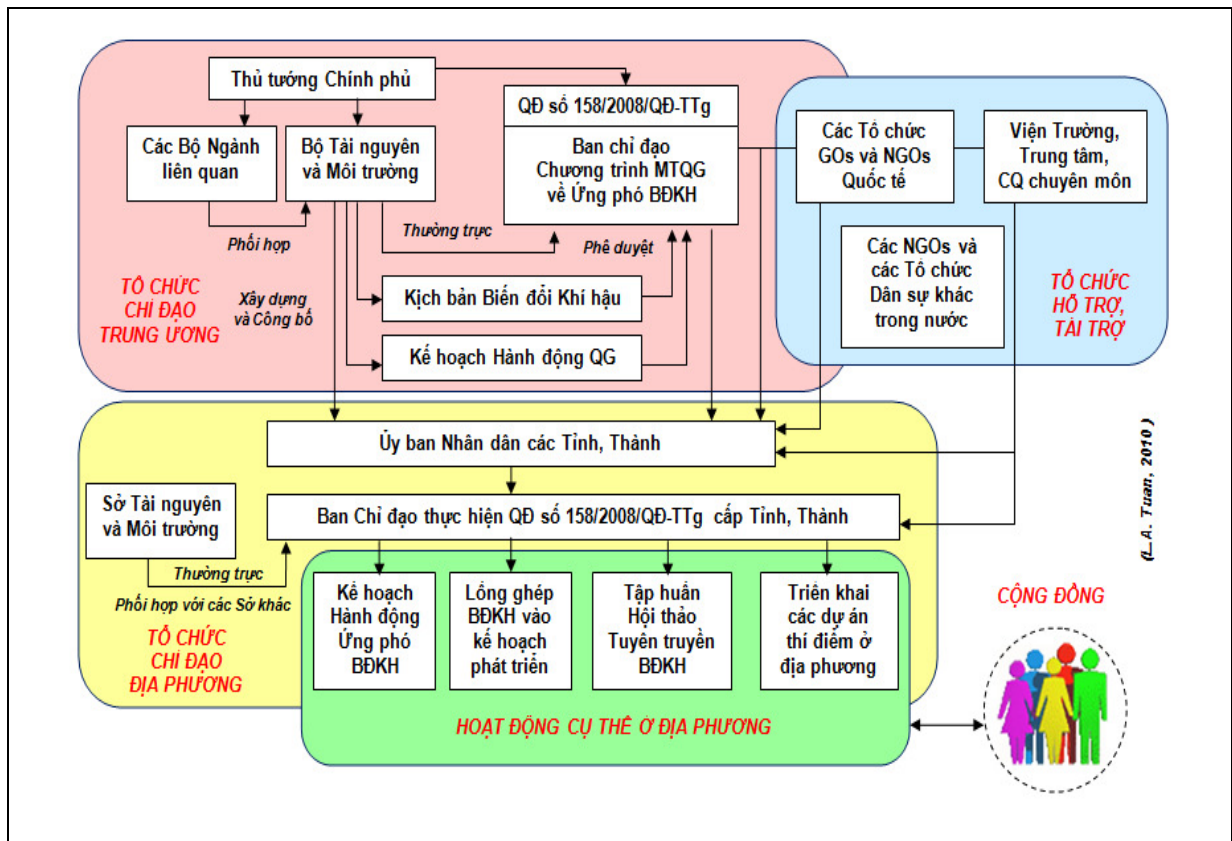 Thủ tướng Chính phủ
QĐ số 158/2008/QĐ-TTg
Các Bộ Ngành
liên quan
Bộ Tài nguyên
và Môi trường
Ban chỉ đạo
Chương trình MTQG
về Ứng phó BĐKH
Các Tổ chức
GOs và NGOs
Quốc tế
Viện Trường,
Trung tâm,
CQ chuyên môn
Phối hợp
Thường trực
Phê duyệt
Các NGOs và
các Tổ chức
Dân sự khác
trong nước
TỔ CHỨC
CHỈ ĐẠO
TRUNG ƯƠNG
Xây dựng
và Công bố
Kịch bản Biến đổi Khí hậu
Kế hoạch Hành động QG
TỔ CHỨC
HỖ TRỢ,
TÀI TRỢ
Ủy ban Nhân dân các Tỉnh, Thành
Sở Tài nguyên
và Môi trường
Ban Chỉ đạo thực hiện QĐ số 158/2008/QĐ-TTg cấp Tỉnh, Thành
Thường trực
Phối hợp với các Sở khác
TỔ CHỨC
CHỈ ĐẠO
ĐỊA PHƯƠNG
Kế hoạch
Hành động
Ứng phó
BĐKH
Lồng ghép
BĐKH vào
kế hoạch
phát triển
Tập huấn
Hội thảo
Tuyên truyền
BĐKH
Triển khai
các dự án
thí điểm ở
địa phương
HOẠT ĐỘNG CỤ THỂ Ở ĐỊA PHƯƠNG
CỘNG ĐỒNG
(L.A. Tuan, 2010 )